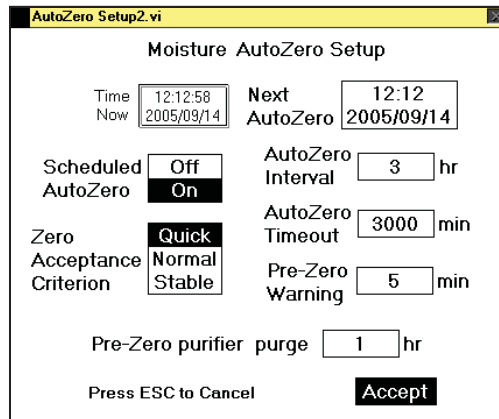 AutoZero Setup2.vi
Moisture AutoZero Setup
Time Now
12:12:58
2005/09/14
Next AutoZero
12:12
2005/09/14
Scheduled AutoZero
Off
On
AutoZero Interval
3 hr
AutoZero Timeout
3000 min
Zero Acceptance Criterion
Quick
Normal
Stable
Pre-Zero Warning
5 min
Pre-Zero purifier purge 1 hr
Press ESC to Cancel
Accept